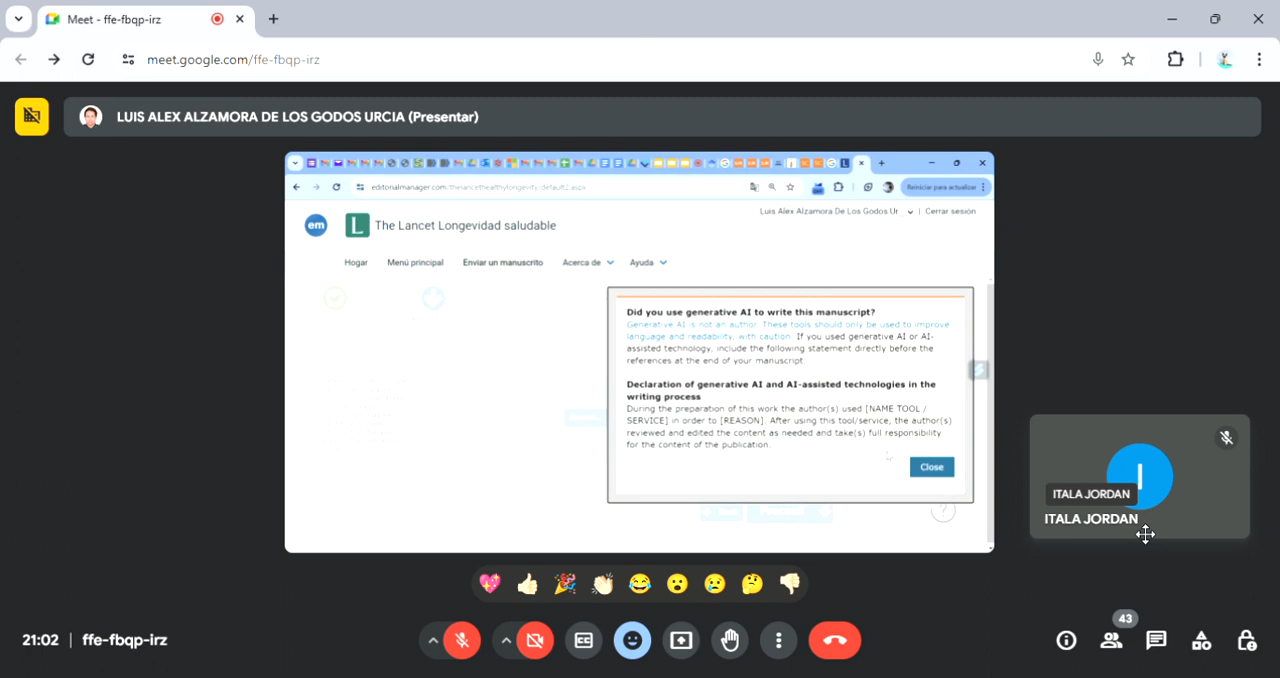 Meet - ffe-fbqp-irz
meet.google.com/ffe-fbqp-irz
LUIS ALEX ALZAMORA DE LOS GODOS URCIA (Presentar)
Reiniciar para actualizar
editorialmanager.com/thelancethealthylongevity/default2.aspx
Luis Alex Alzamora De Los Godos Ur | Cerrar sesión
em
L The Lancet Longevidad saludable
Hogar Menú principal Enviar un manuscrito Acerca de Ayuda
Did you use generative AI to write this manuscript?
Generative AI is not an author. These tools should only be used to improve
language and readability, with caution. If you used generative AI or AI-
assisted technology, include the following statement directly before the
references at the end of your manuscript.
Declaration of generative AI and AI-assisted technologies in the
writing process
During the preparation of this work the author(s) used [NAME TOOL /
SERVICE] in order to [REASON]. After using this tool/service, the author(s)
reviewed and edited the content as needed and take(s) full responsibility
for the content of the publication.
Close
I
ITALA JORDAN
ITALA JORDAN
43
21:02 | ffe-fbqp-irz